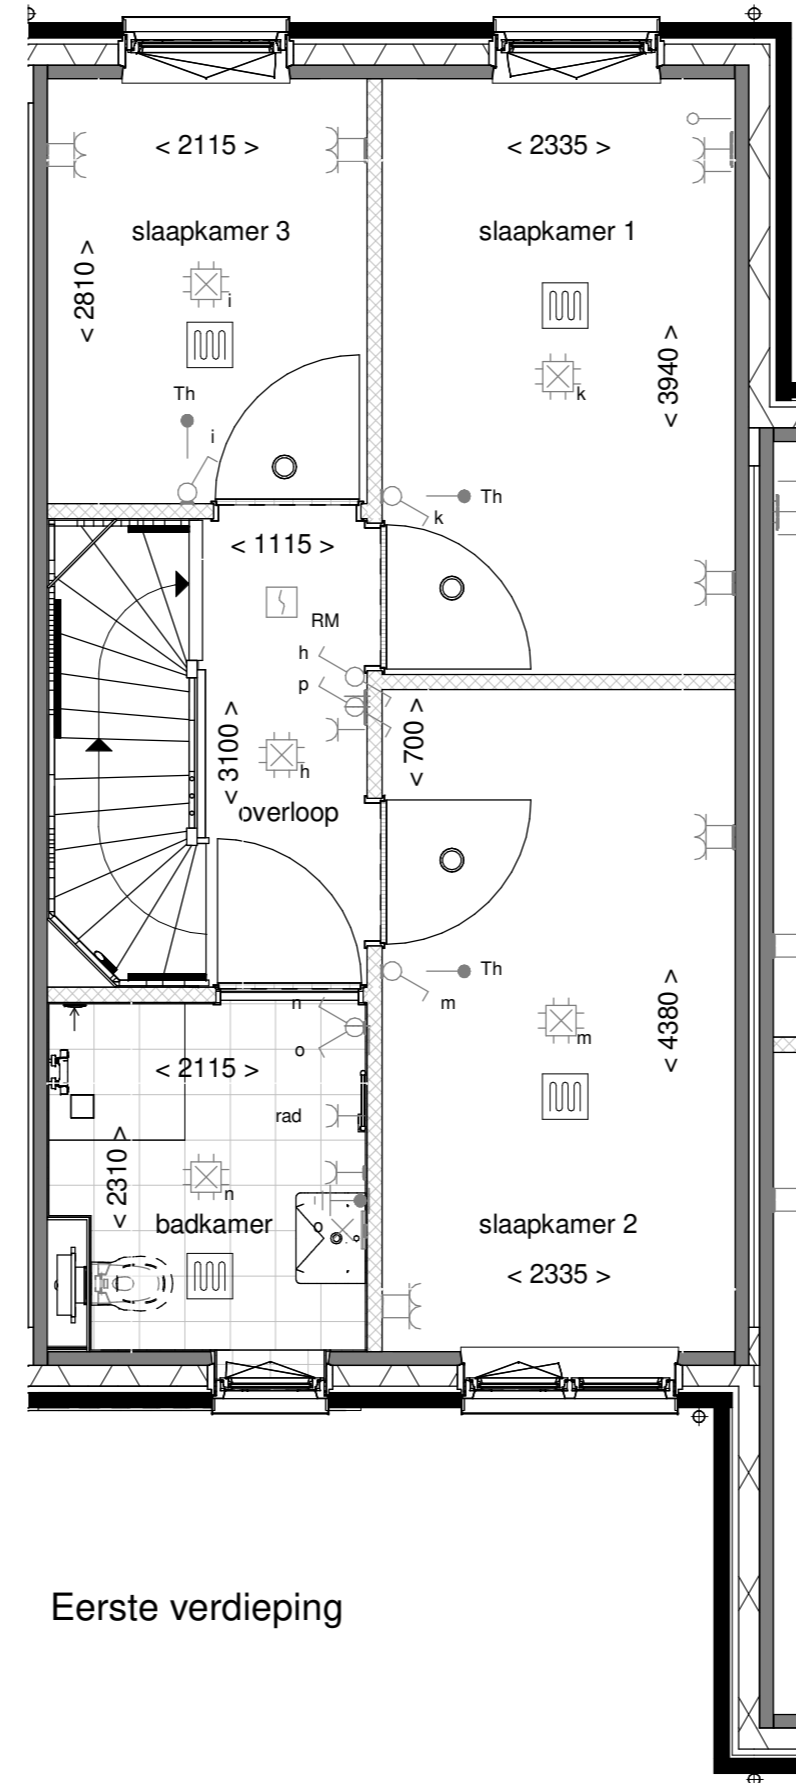 < 2115 >
< 2335 >
slaapkamer 3
slaapkamer 1
< 2810 >
i
k
< 3940 >
Th
i
Th
k
< 1115 >
RM
h
p
< 3100 >
< 700 >
h
overloop
Th
m
n
o
< 2115 >
m
< 4380 >
rad
< 2310 >
n
badkamer
o
slaapkamer 2
< 2335 >
Eerste verdieping